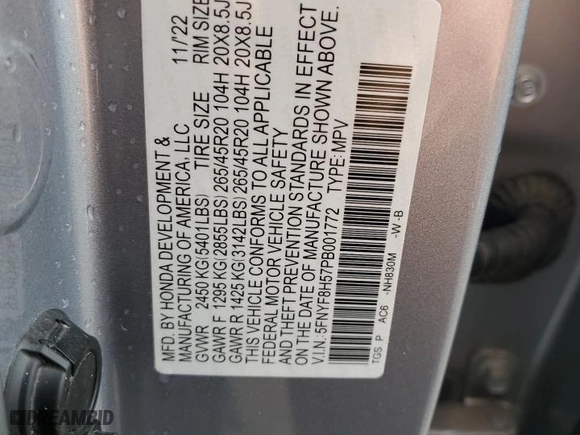 MFD. BY HONDA DEVELOPMENT &
MANUFACTURING OF AMERICA, LLC 11/22
TIRE SIZE RIM SIZE
GVWR 2450 KG(5401LBS)
GAWR F 1295 KG(2855LBS) 265/45R20 104H 20X8.5J
GAWR R 1425 KG(3142LBS) 265/45R20 104H 20X8.5J
THIS VEHICLE CONFORMS TO ALL APPLICABLE
FEDERAL MOTOR VEHICLE SAFETY
AND THEFT PREVENTION STANDARDS IN EFFECT
ON THE DATE OF MANUFACTURE SHOWN ABOVE.
V.I.N.: 5FNYF8H57PB001772 TYPE: MPV
TGS P AC6 -NH830M -W -B
DREAMBID